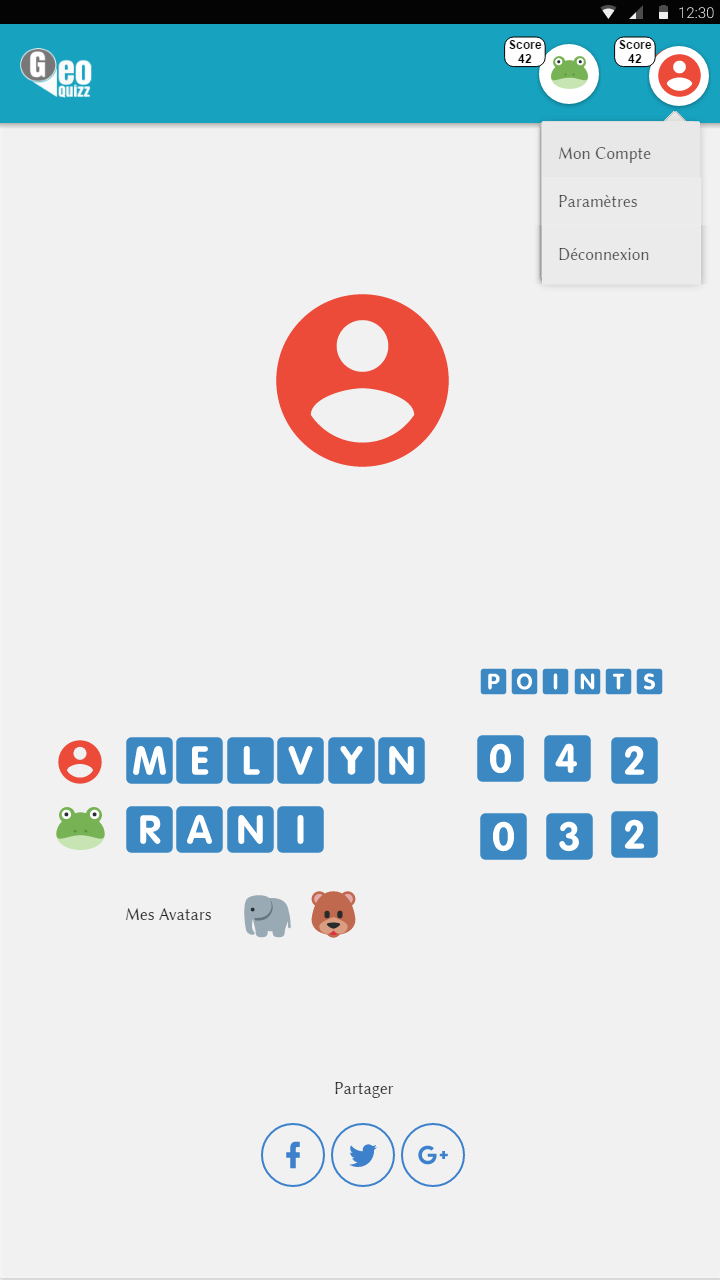 12:30
Geo
quizz
Score
42
Score
42
Mon Compte
Paramètres
Déconnexion
POINTS
MELVYN 042
RANI 032
Mes Avatars
Partager
f
G+